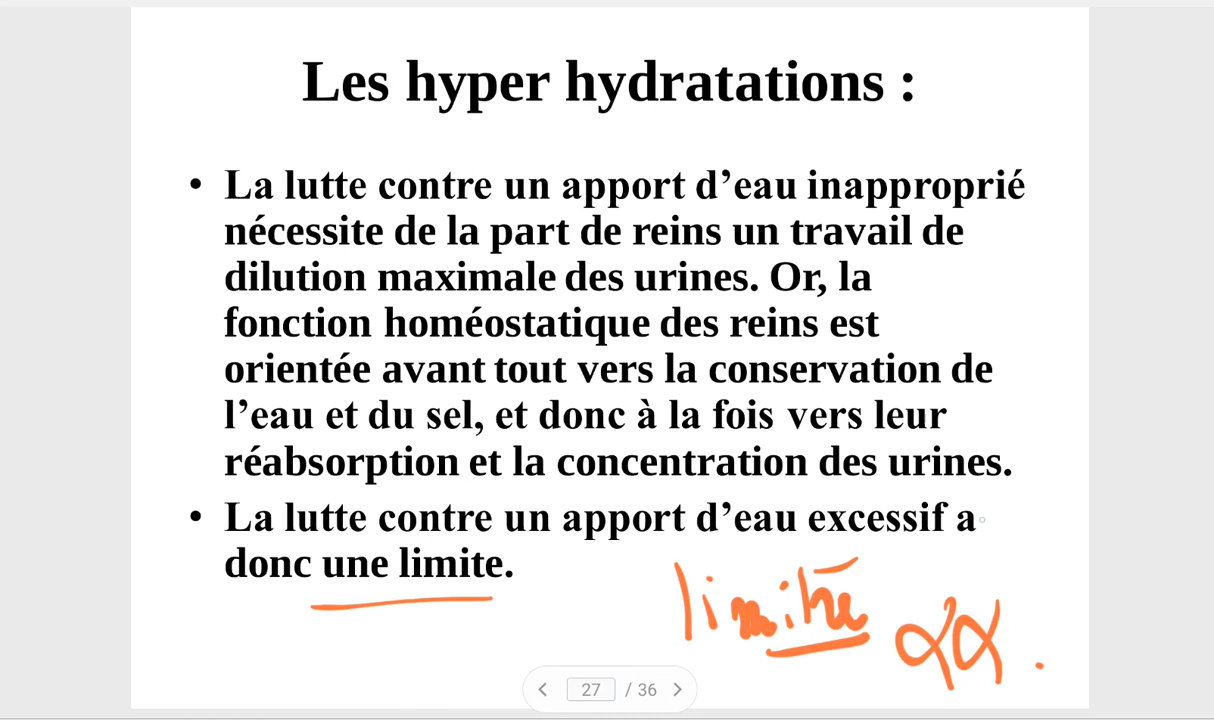 Les hyper hydratations :
• La lutte contre un apport d’eau inapproprié
nécessite de la part de reins un travail de
dilution maximale des urines. Or, la
fonction homéostatique des reins est
orientée avant tout vers la conservation de
l’eau et du sel, et donc à la fois vers leur
réabsorption et la concentration des urines.
• La lutte contre un apport d’eau excessif a
donc une limite.
27 / 36